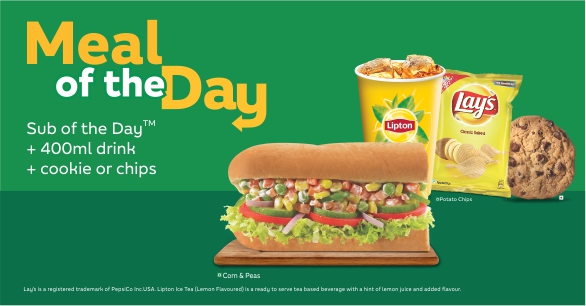 Meal
of the Day
Sub of the Day™
+ 400ml drink
+ cookie or chips
Lipton
Lay's
Classic Salted
Potato Chips
Corn & Peas
Lay's is a registered trademark of PepsiCo Inc.USA. Lipton Ice Tea (Lemon Flavoured) is a ready to serve tea based beverage with a hint of lemon juice and added flavour.